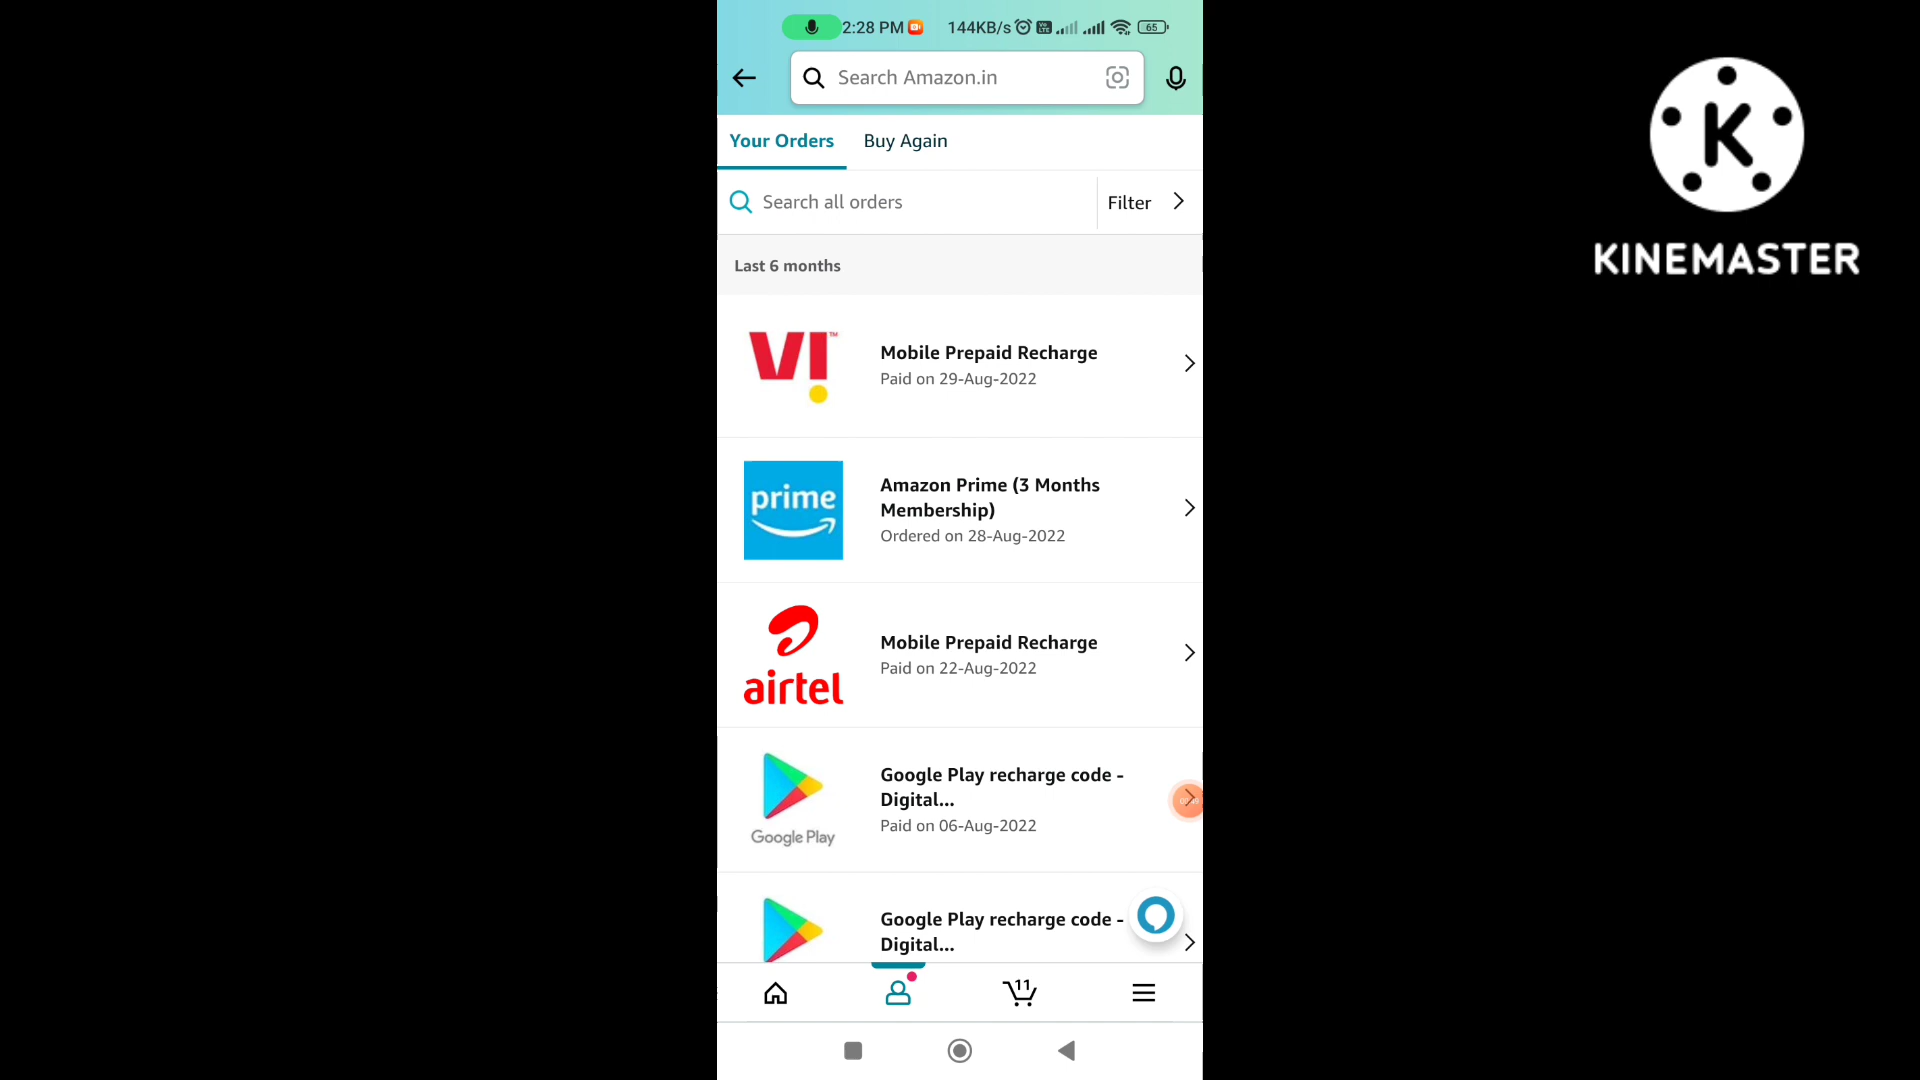 2:28 PM 144KB/s 65
Search Amazon.in
Your Orders Buy Again
Search all orders Filter
Last 6 months
VI™
Mobile Prepaid Recharge
Paid on 29-Aug-2022
prime
Amazon Prime (3 Months
Membership)
Ordered on 28-Aug-2022
airtel
Mobile Prepaid Recharge
Paid on 22-Aug-2022
Google Play
Google Play recharge code -
Digital...
Paid on 06-Aug-2022
Google Play recharge code -
Digital...
11
K
KINEMASTER